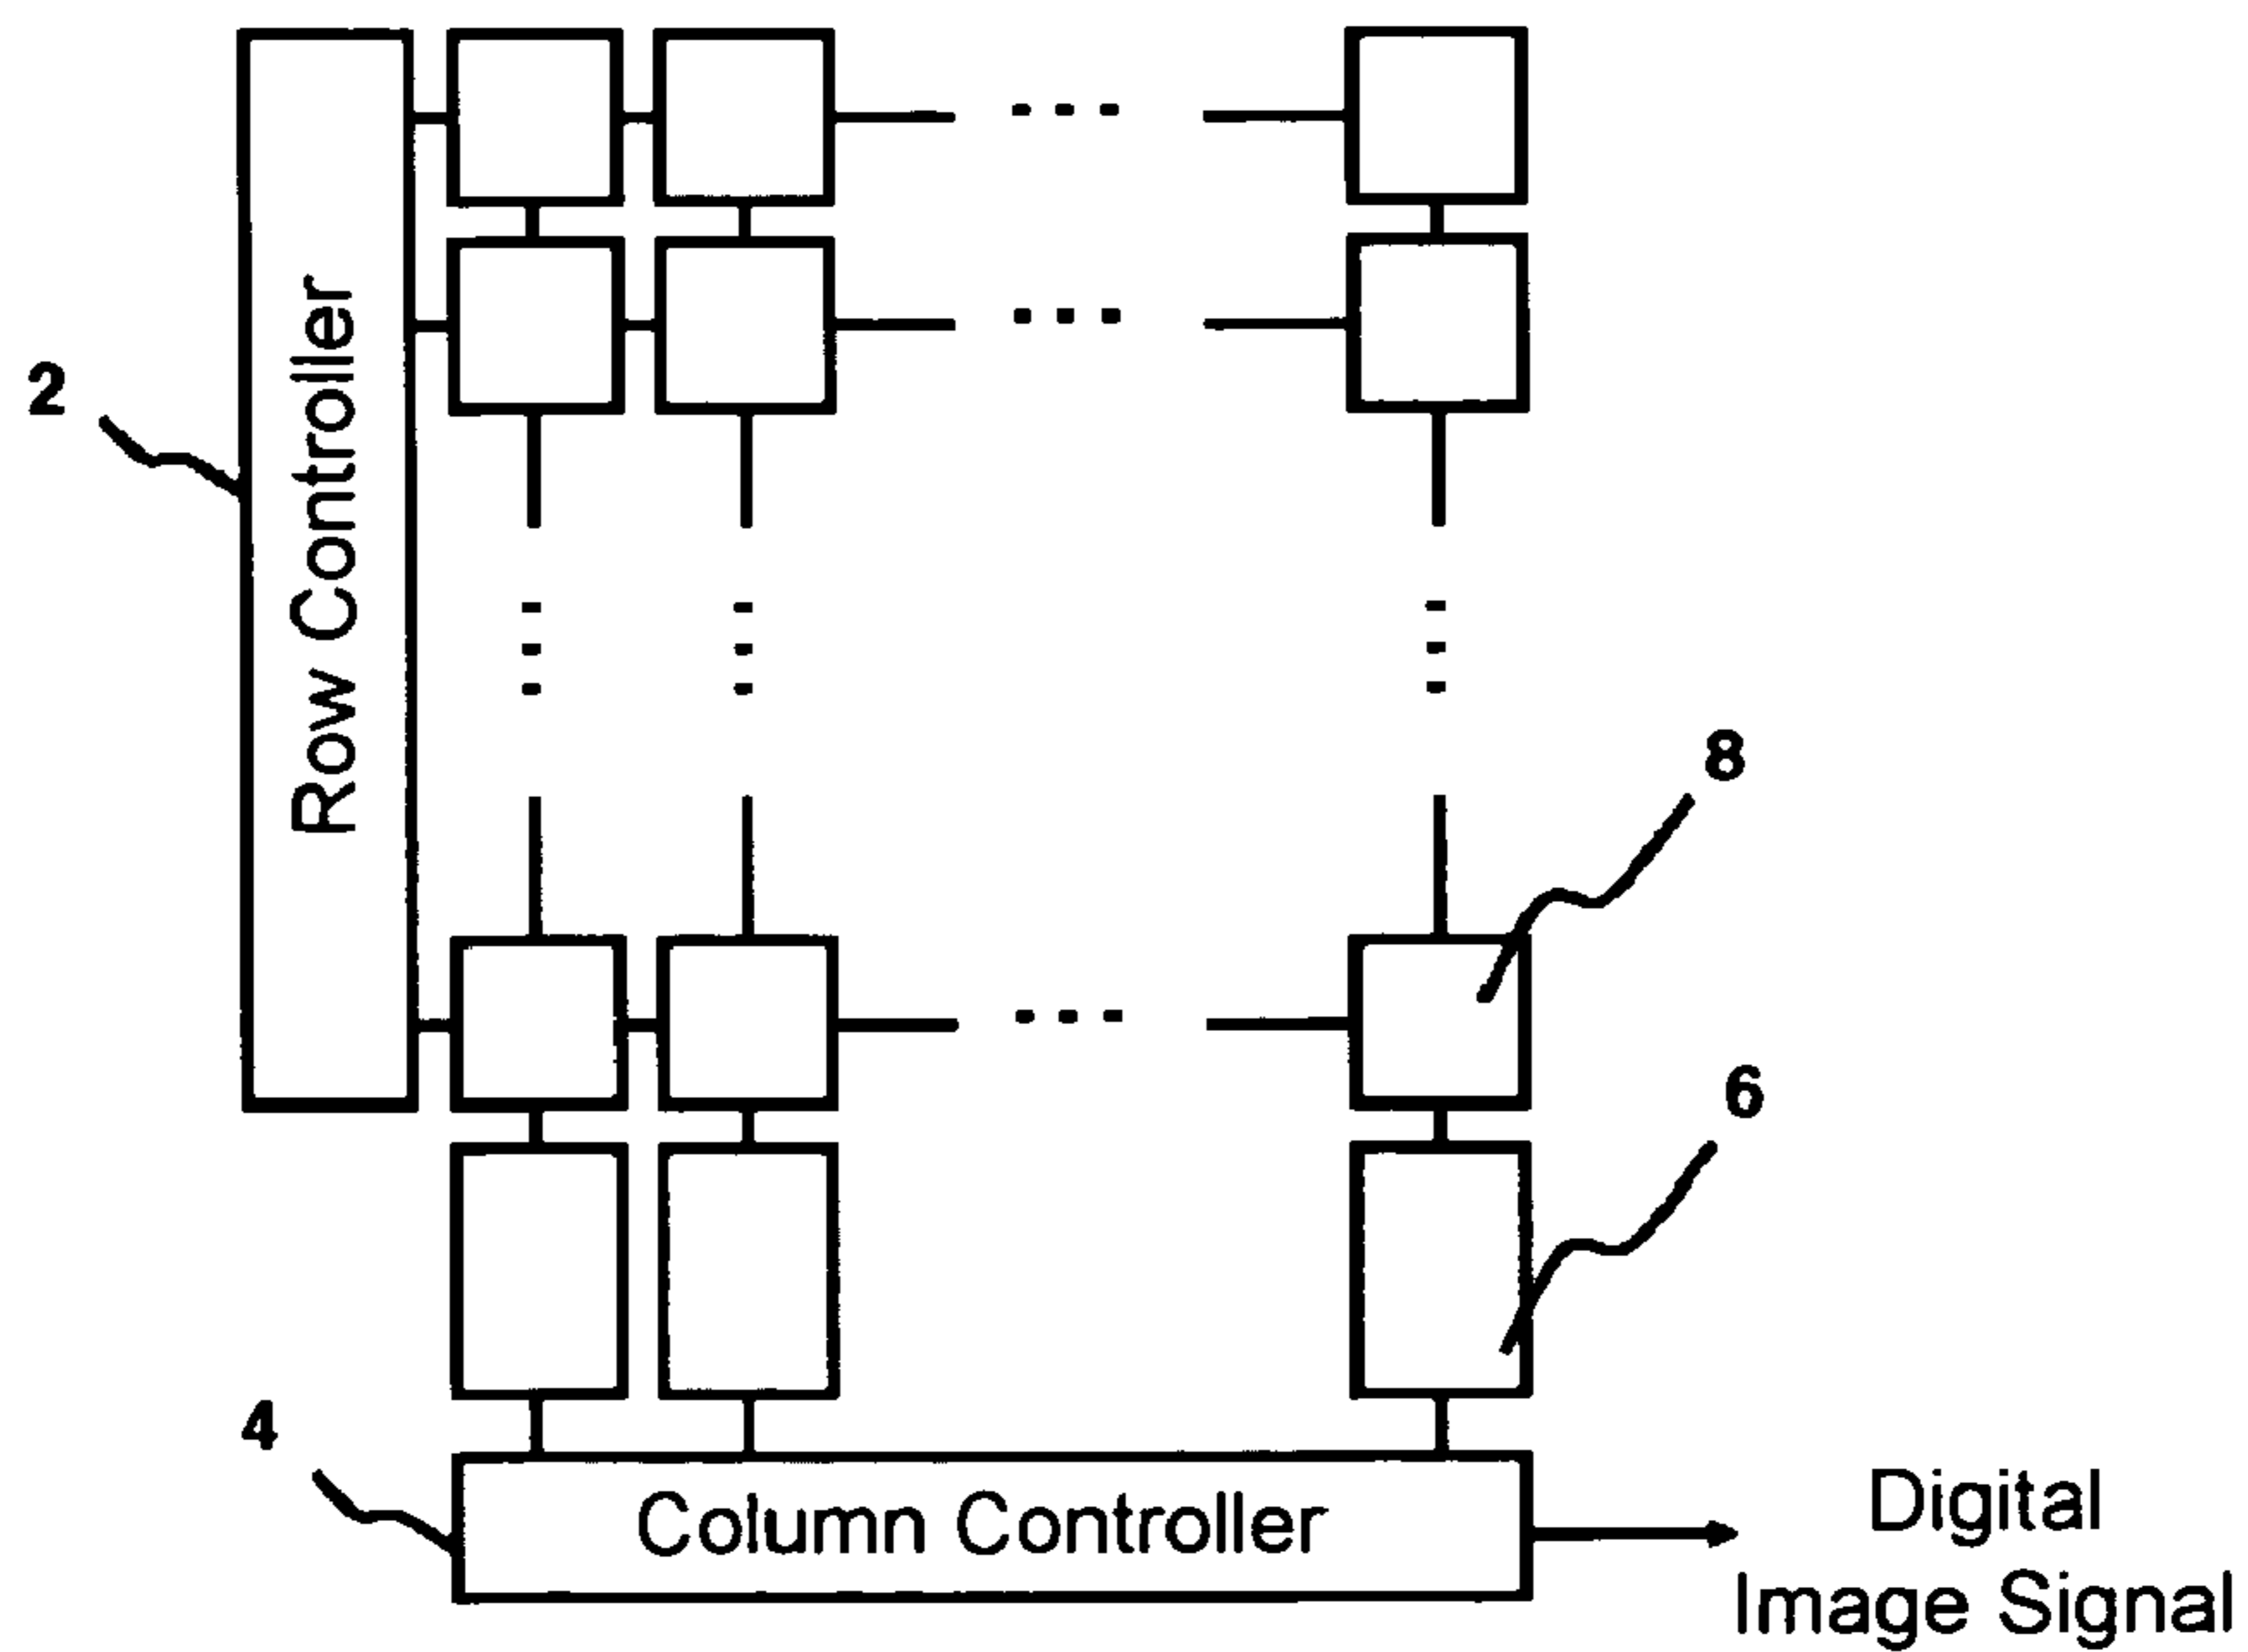 2
Row Controller
8
6
4
Column Controller
Digital
Image Signal